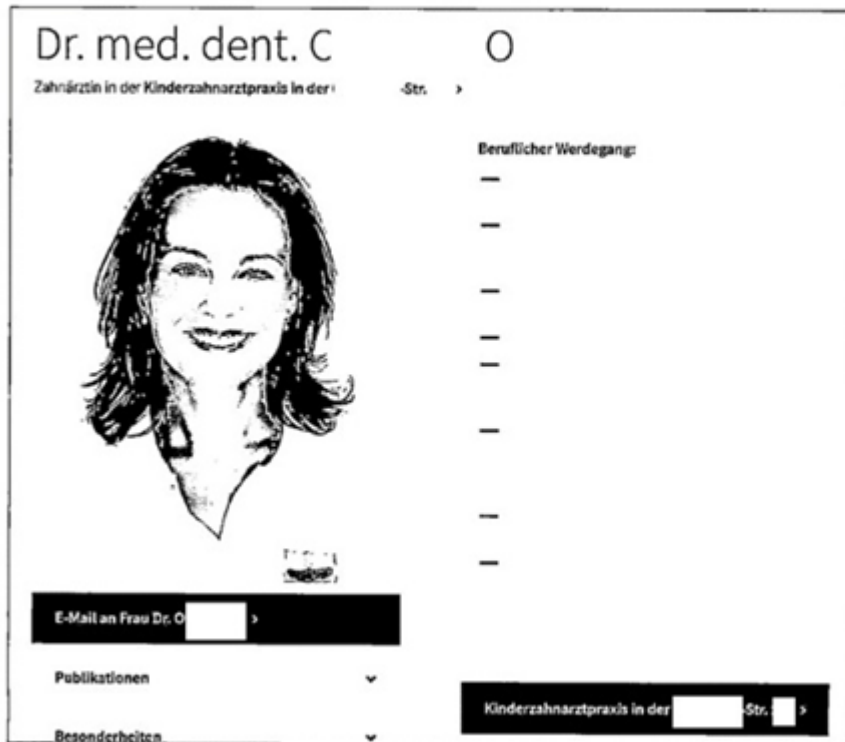 Dr. med. dent. C O
Zahnärztin in der Kinderzahnarztpraxis in der -Str. >
Beruflicher Werdegang:
—
—
—
—
—
—
—
—
E-Mail an Frau Dr. O >
Publikationen
Besonderheiten
Kinderzahnarztpraxis in der -Str. >